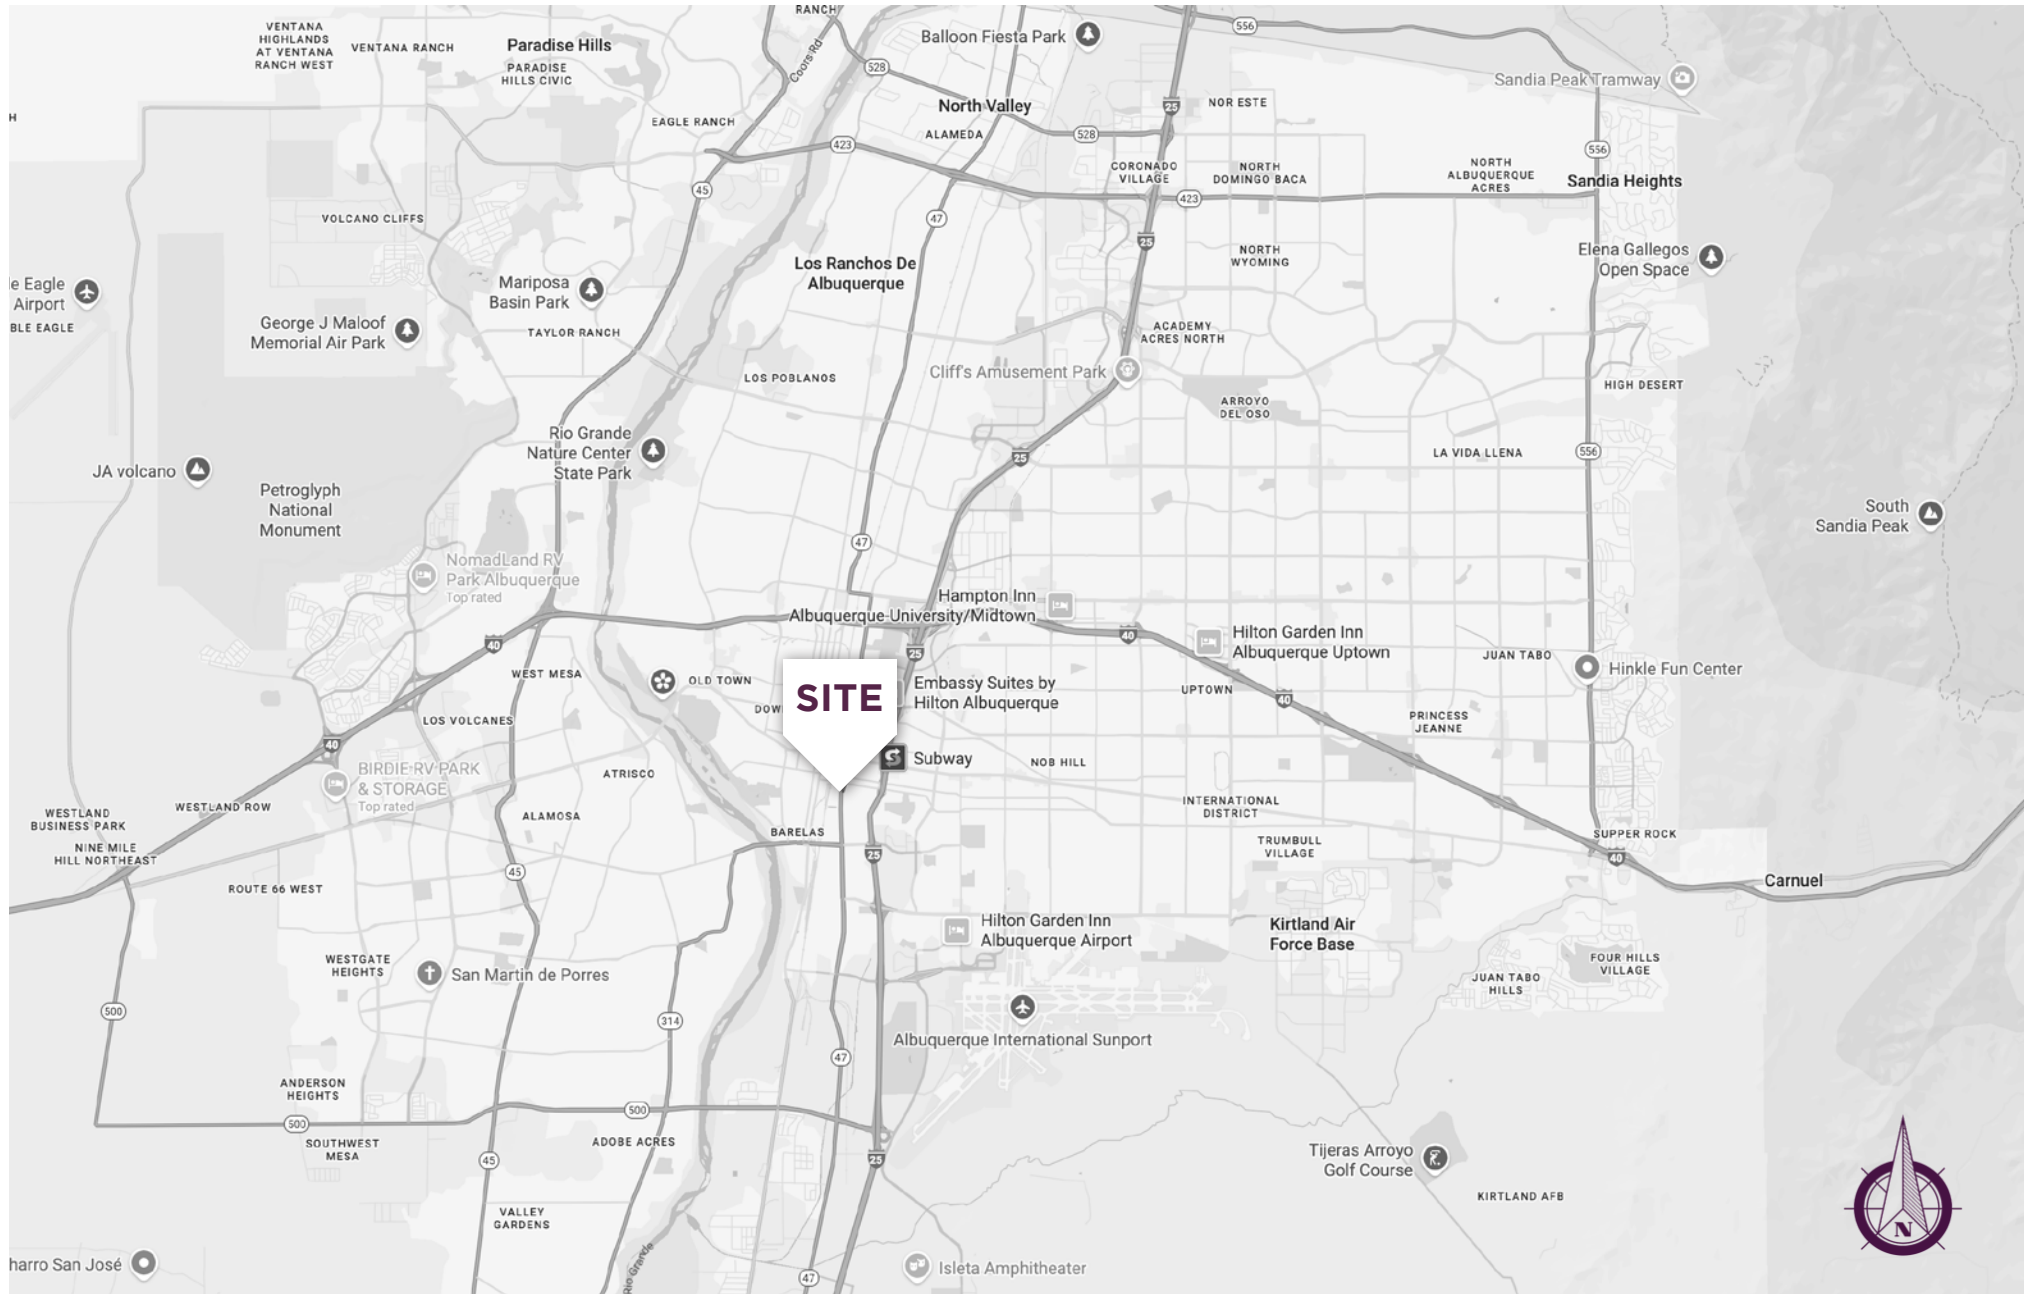 RANCH
VENTANA
HIGHLANDS
AT VENTANA
RANCH WEST
VENTANA RANCH
Paradise Hills
PARADISE
HILLS CIVIC
Coors Rd
528
Balloon Fiesta Park
556
Sandia Peak Tramway
H
EAGLE RANCH
North Valley
ALAMEDA
528
25
NOR ESTE
423
556
CORONADO
VILLAGE
NORTH
DOMINGO BACA
NORTH
ALBUQUERQUE
ACRES
Sandia Heights
45
423
VOLCANO CLIFFS
47
25
NORTH
WYOMING
Elena Gallegos
Open Space
Los Ranchos De
Albuquerque
le Eagle
Airport
BLE EAGLE
Mariposa
Basin Park
George J Maloof
Memorial Air Park
TAYLOR RANCH
ACADEMY
ACRES NORTH
LOS POBLANOS
Cliff's Amusement Park
HIGH DESERT
ARROYO
DEL OSO
Rio Grande
Nature Center
State Park
25
LA VIDA LLENA
556
JA volcano
Petroglyph
National
Monument
South
Sandia Peak
47
NomadLand RV
Park Albuquerque
Top rated
Hampton Inn
Albuquerque University/Midtown
40
40
25
Hilton Garden Inn
Albuquerque Uptown
JUAN TABO
Hinkle Fun Center
WEST MESA
OLD TOWN
SITE
Embassy Suites by
Hilton Albuquerque
UPTOWN
40
DOW
LOS VOLCANES
PRINCESS
JEANNE
40
Subway
NOB HILL
BIRDIE RV PARK
& STORAGE
Top rated
ATRISCO
WESTLAND
BUSINESS PARK
WESTLAND ROW
ALAMOSA
INTERNATIONAL
DISTRICT
BARELAS
SUPPER ROCK
NINE MILE
HILL NORTHEAST
25
TRUMBULL
VILLAGE
40
45
ROUTE 66 WEST
Carnuel
Hilton Garden Inn
Albuquerque Airport
Kirtland Air
Force Base
WESTGATE
HEIGHTS
San Martin de Porres
FOUR HILLS
VILLAGE
JUAN TABO
HILLS
500
314
Albuquerque International Sunport
47
ANDERSON
HEIGHTS
500
500
SOUTHWEST
MESA
ADOBE ACRES
45
25
Tijeras Arroyo
Golf Course
KIRTLAND AFB
VALLEY
GARDENS
N
Rio Grande
harro San José
47
Isleta Amphitheater